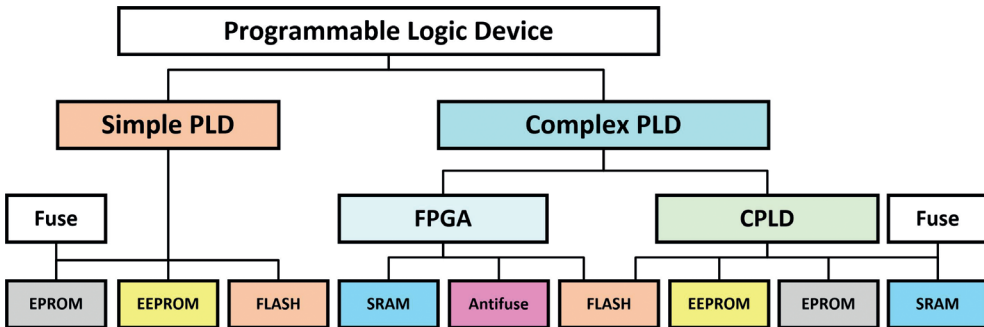 Programmable Logic Device
Simple PLD
Complex PLD
Fuse
FPGA
CPLD
Fuse
EPROM
EEPROM
FLASH
SRAM
Antifuse
FLASH
EEPROM
EPROM
SRAM